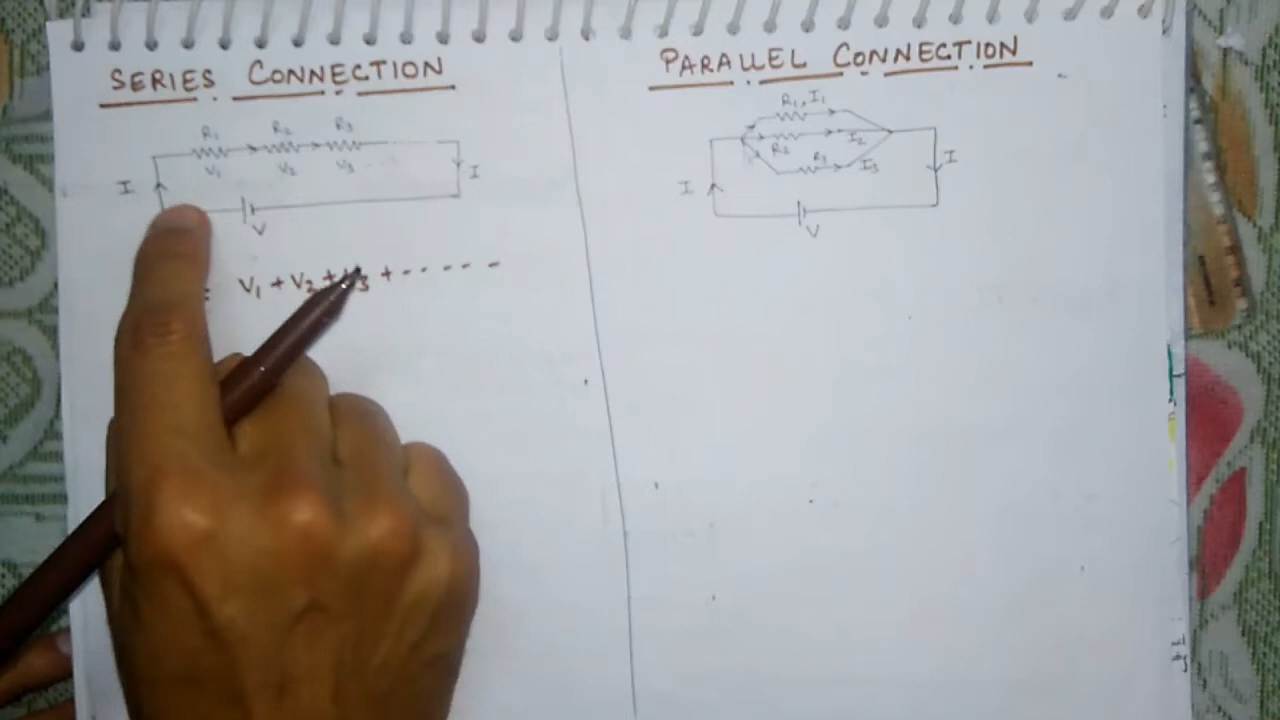 SERIES CONNECTION
R₁ R₂ R₃
V₁ V₂ V₃
I I
V
= V₁ + V₂ + V₃ + - - - - -
PARALLEL CONNECTION
R₁, I₁
R₂ I₂
R₃ I₃
I I
V